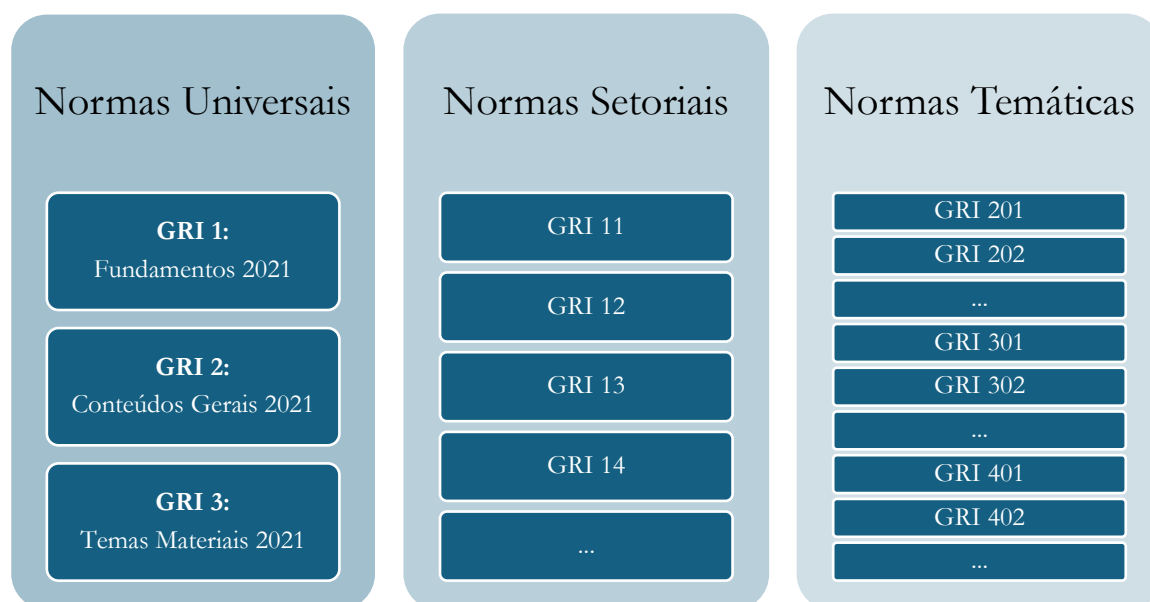 Normas Universais
GRI 1:
Fundamentos 2021
GRI 2:
Conteúdos Gerais 2021
GRI 3:
Temas Materiais 2021
Normas Setoriais
GRI 11
GRI 12
GRI 13
GRI 14
...
Normas Temáticas
GRI 201
GRI 202
...
GRI 301
GRI 302
...
GRI 401
GRI 402
...